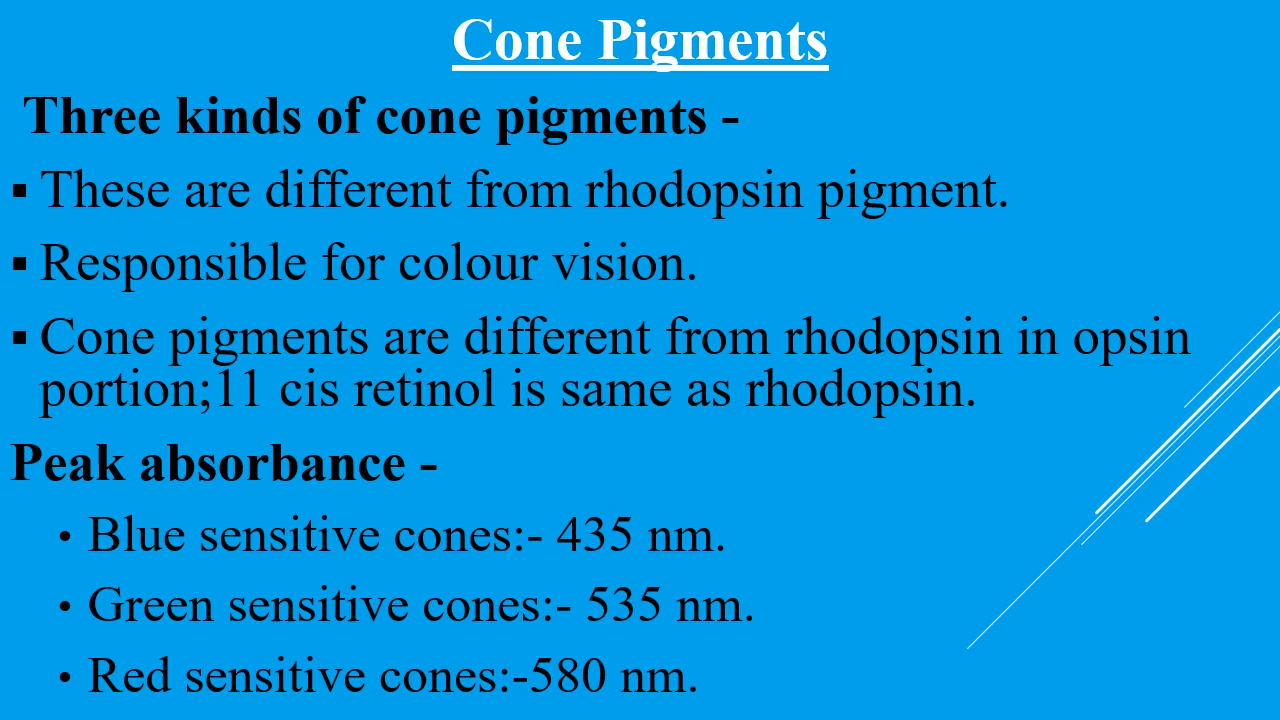 Cone Pigments
Three kinds of cone pigments -
▪ These are different from rhodopsin pigment.
▪ Responsible for colour vision.
▪ Cone pigments are different from rhodopsin in opsin
portion;11 cis retinol is same as rhodopsin.
Peak absorbance -
• Blue sensitive cones:- 435 nm.
• Green sensitive cones:- 535 nm.
• Red sensitive cones:-580 nm.